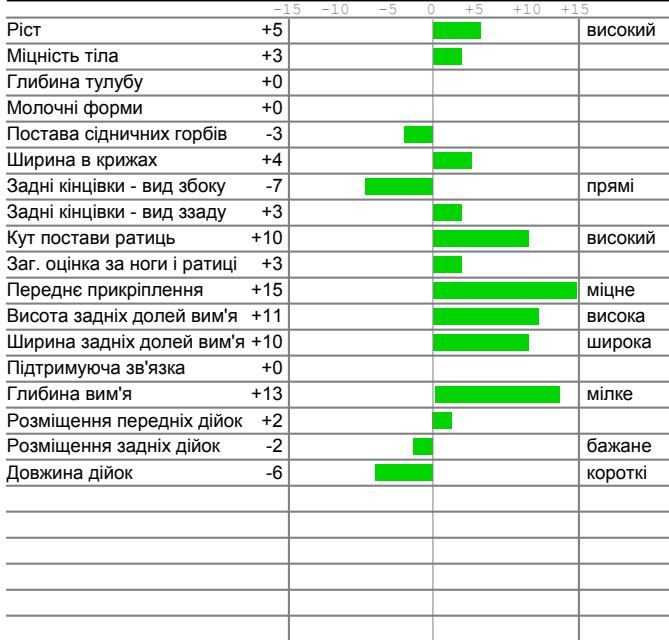 -15 -10 -5 0 +5 +10 +15
Ріст +5 високий
Міцність тіла +3
Глибина тулубу +0
Молочні форми +0
Постава сідничних горбів -3
Ширина в крижах +4
Задні кінцівки - вид збоку -7 прямі
Задні кінцівки - вид ззаду +3
Кут постави ратиць +10 високий
Заг. оцінка за ноги і ратиці +3
Переднє прикріплення +15 міцне
Висота задніх долей вим'я +11 висока
Ширина задніх долей вим'я +10 широка
Підтримуюча зв'язка +0
Глибина вим'я +13 мілке
Розміщення передніх дійок +2
Розміщення задніх дійок -2 бажане
Довжина дійок -6 короткі